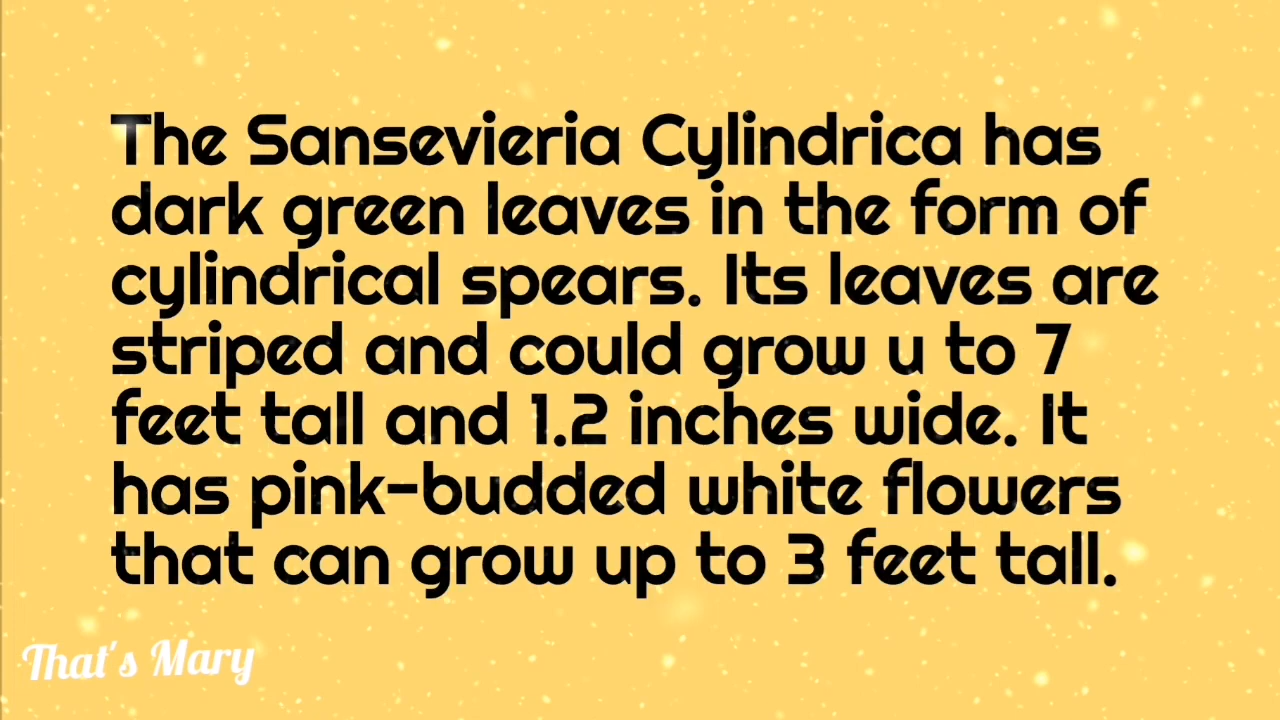 The Sansevieria Cylindrica has
dark green leaves in the form of
cylindrical spears. Its leaves are
striped and could grow u to 7
feet tall and 1.2 inches wide. It
has pink-budded white flowers
that can grow up to 3 feet tall.
That's Mary